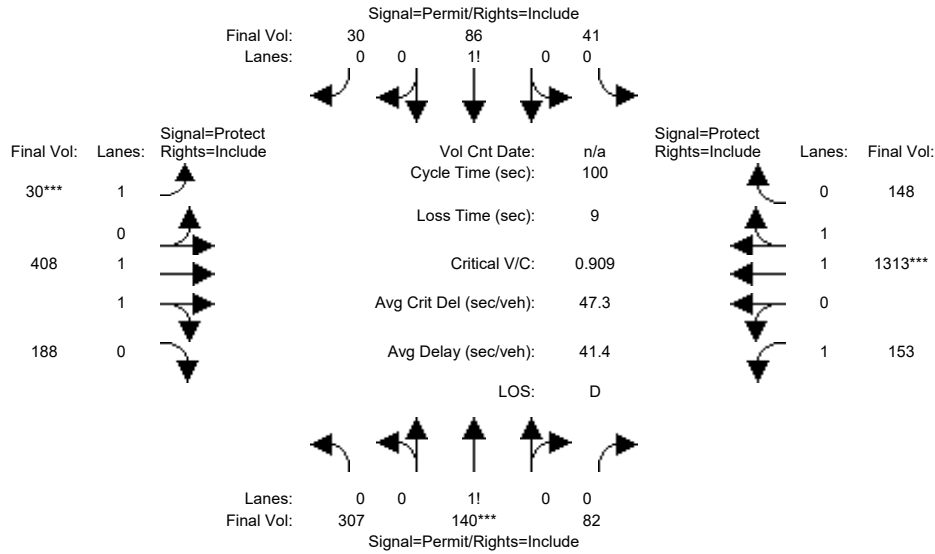 Signal=Permit/Rights=Include
Final Vol: 30 86 41
Lanes: 0 0 1! 0 0
Signal=Protect Signal=Protect
Final Vol: Lanes: Rights=Include Vol Cnt Date: n/a Rights=Include Lanes: Final Vol:
Cycle Time (sec): 100
30*** 1 0 148
Loss Time (sec): 9
0 1
408 1 Critical V/C: 0.909 1 1313***
1 Avg Crit Del (sec/veh): 47.3 0
188 0 Avg Delay (sec/veh): 41.4 1 153
LOS: D
Lanes: 0 0 1! 0 0
Final Vol: 307 140*** 82
Signal=Permit/Rights=Include